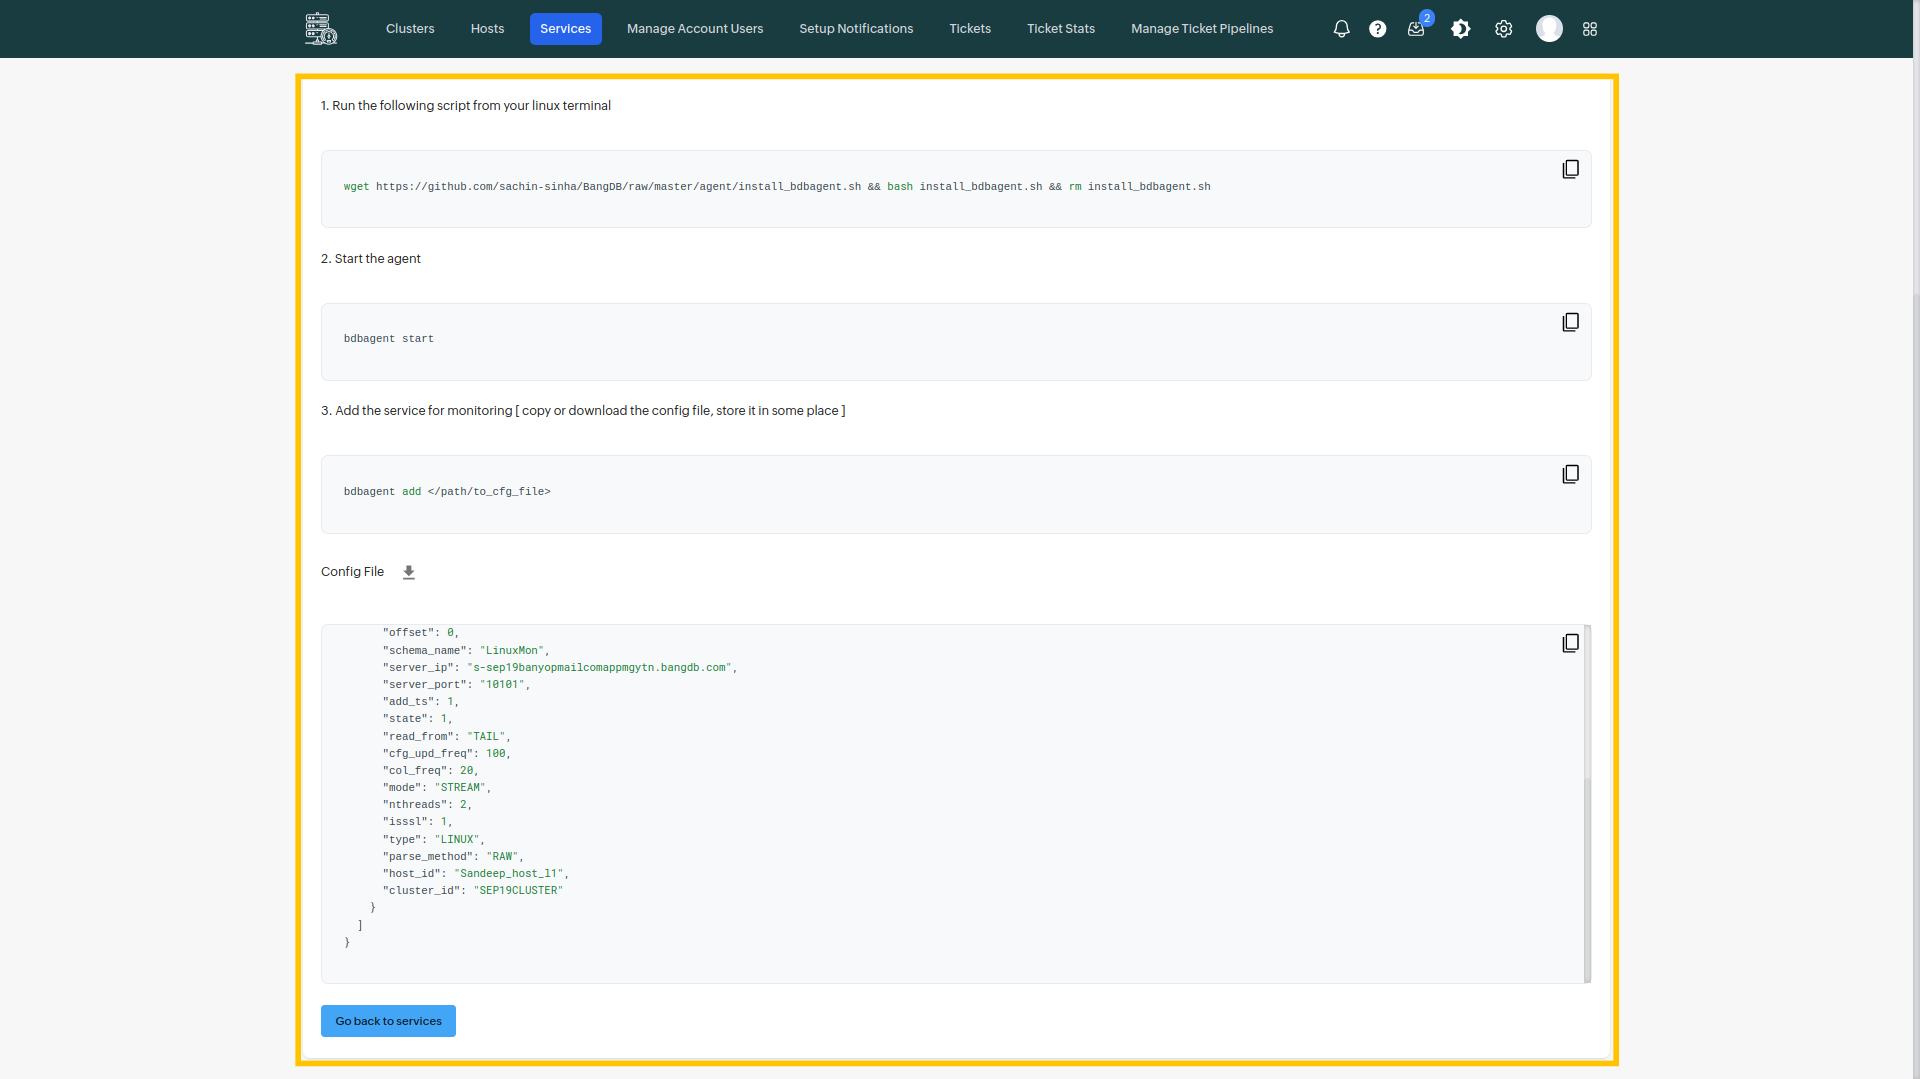 Clusters Hosts Services Manage Account Users Setup Notifications Tickets Ticket Stats Manage Ticket Pipelines 2
1. Run the following script from your linux terminal
wget https://github.com/sachin-sinha/BangDB/raw/master/agent/install_bdbagent.sh && bash install_bdbagent.sh && rm install_bdbagent.sh
2. Start the agent
bdbagent start
3. Add the service for monitoring [ copy or download the config file, store it in some place ]
bdbagent add </path/to_cfg_file>
Config File
"offset": 0,
"schema_name": "LinuxMon",
"server_ip": "s-sep19banyopmailcomappmgytn.bangdb.com",
"server_port": "10101",
"add_ts": 1,
"state": 1,
"read_from": "TAIL",
"cfg_upd_freq": 100,
"col_freq": 20,
"mode": "STREAM",
"nthreads": 2,
"isssl": 1,
"type": "LINUX",
"parse_method": "RAW",
"host_id": "Sandeep_host_l1",
"cluster_id": "SEP19CLUSTER"
}
]
}
Go back to services